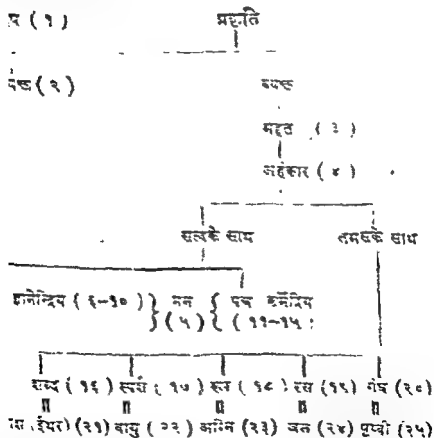 ष (१) प्रकृति
यक्त (२) व्यक्त
महत (३)
अहंकार (४)
सत्वके साथ तमसके साथ
ज्ञानेन्द्रिय (६-१०) } मन { पंच कर्मेंद्रिय
} (५) { (११-१५)
शब्द (१६) स्पर्श (१७) रूप (१८) रस (१९) गंध (२०)
(ईथर) (२१) वायु (२२) अग्नि (२३) जल (२४) पृथ्वी (२५)